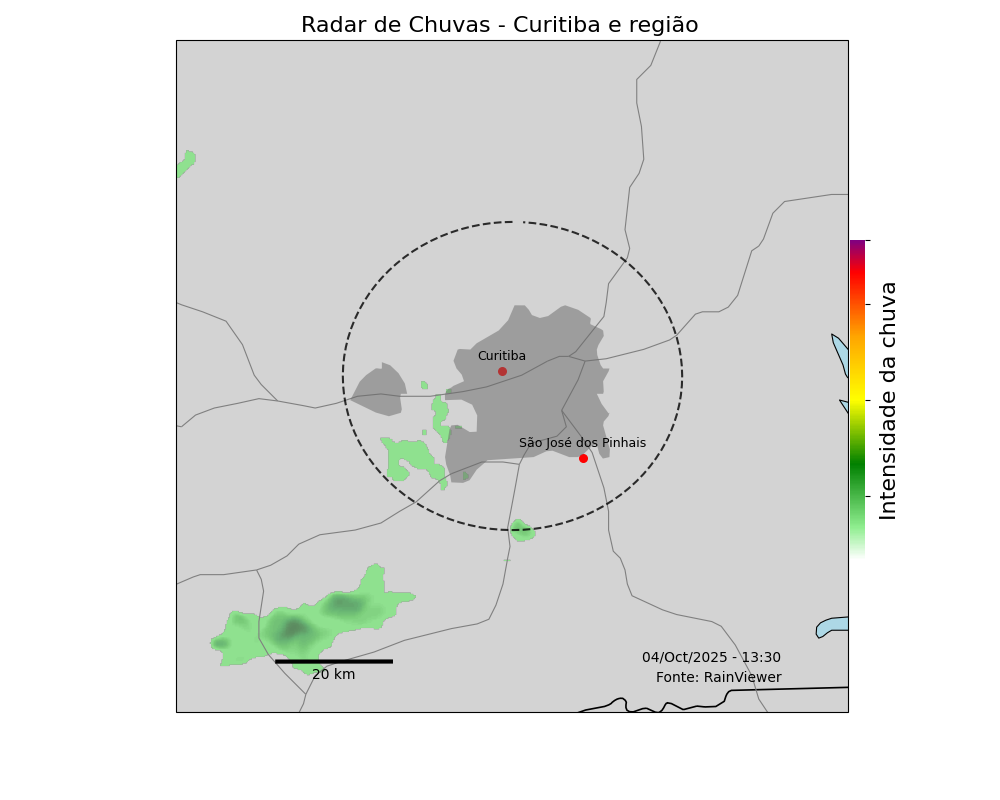 Radar de Chuvas - Curitiba e região
Curitiba
São José dos Pinhais
Intensidade da chuva
04/Oct/2025 - 13:30
Fonte: RainViewer
20 km